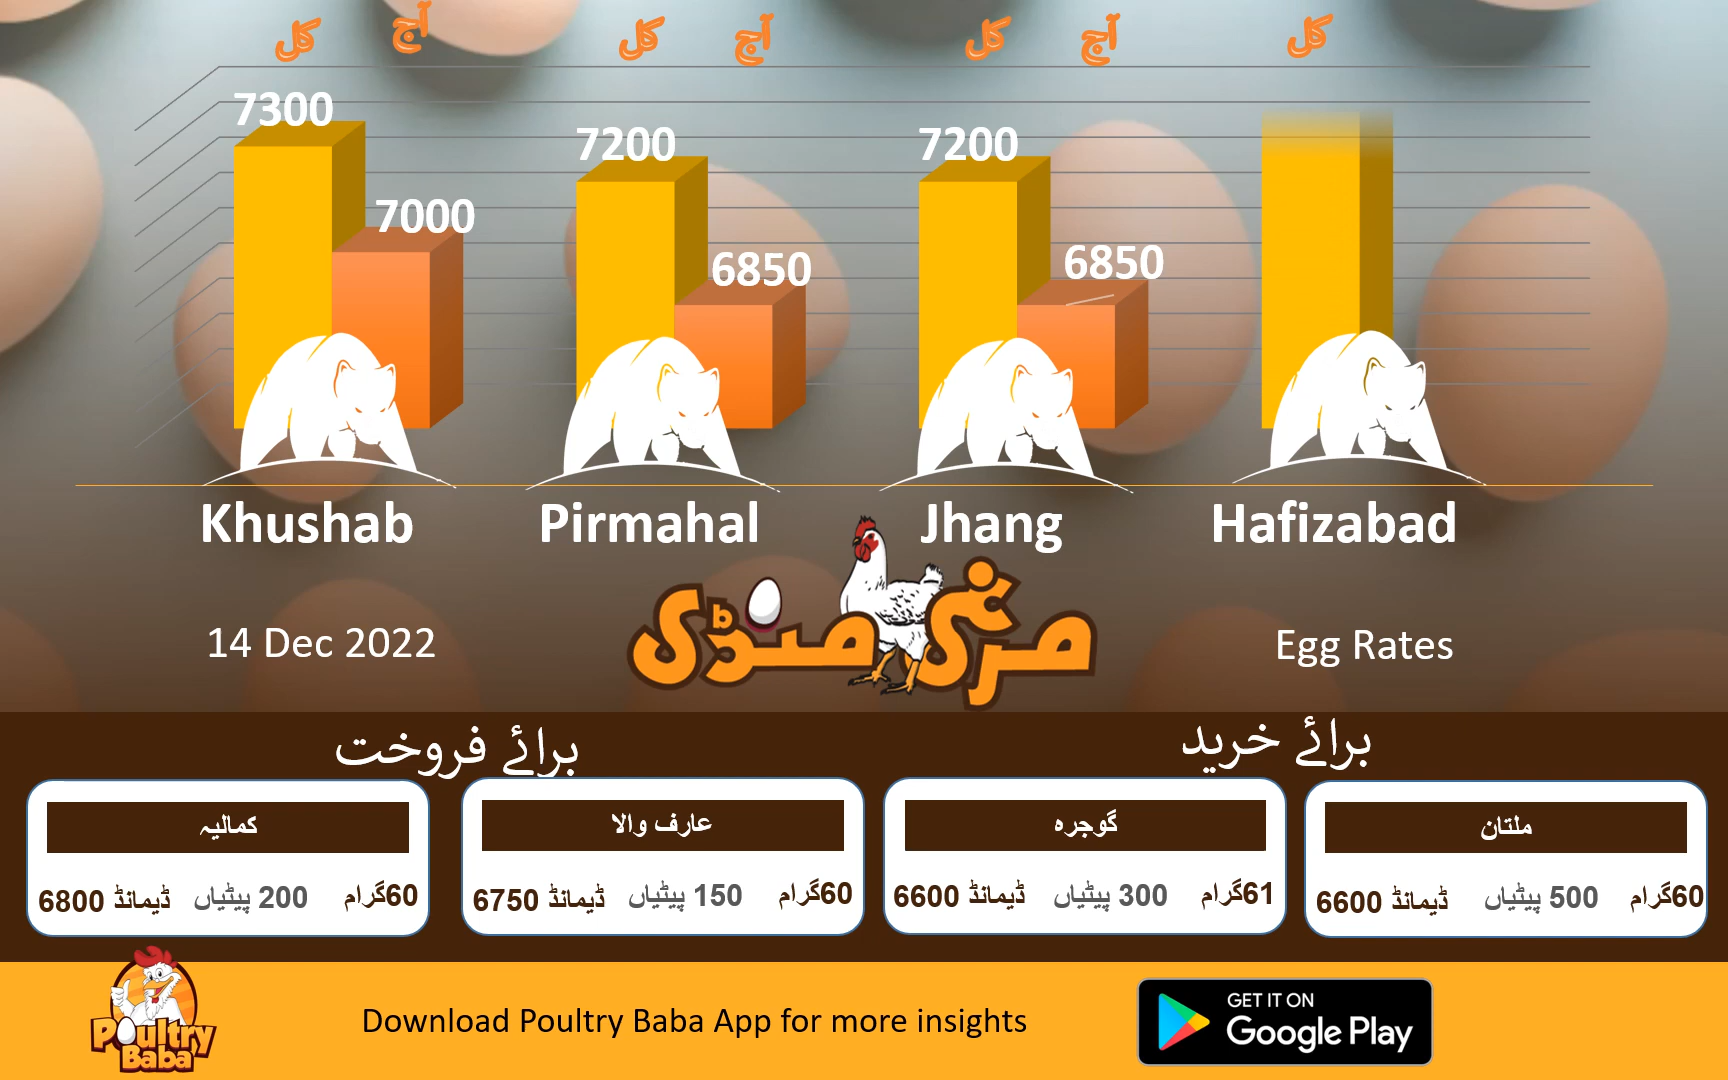 کل آج کل آج کل آج کل
7300 7000
7200 6850
7200 6850
Khushab Pirmahal Jhang Hafizabad
مرغی منڈی
14 Dec 2022
Egg Rates
برائے فروخت
برائے خرید
کمالیہ
60گرام 200 پیٹیاں ڈیمانڈ 6800
عارف والا
60گرام 150 پیٹیاں ڈیمانڈ 6750
گوجرہ
61گرام 300 پیٹیاں ڈیمانڈ 6600
ملتان
60گرام 500 پیٹیاں ڈیمانڈ 6600
Poultry
Baba
Download Poultry Baba App for more insights
GET IT ON
Google Play